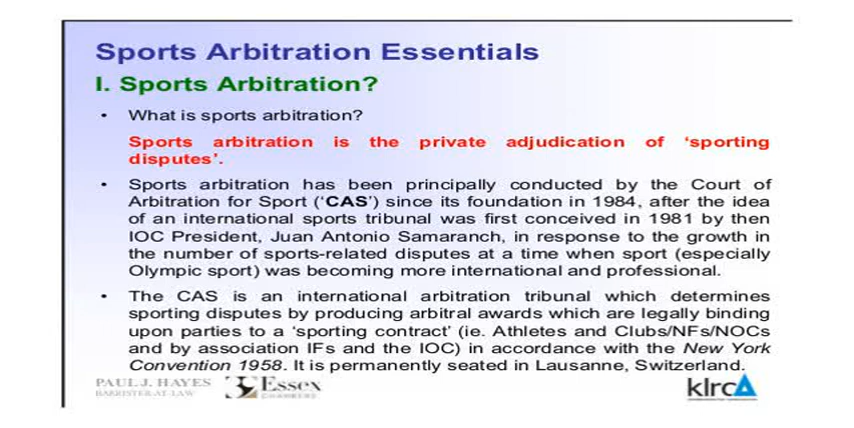 Sports Arbitration Essentials
I. Sports Arbitration?
• What is sports arbitration?
Sports arbitration is the private adjudication of ‘sporting
disputes’.
• Sports arbitration has been principally conducted by the Court of
Arbitration for Sport (‘CAS’) since its foundation in 1984, after the idea
of an international sports tribunal was first conceived in 1981 by then
IOC President, Juan Antonio Samaranch, in response to the growth in
the number of sports-related disputes at a time when sport (especially
Olympic sport) was becoming more international and professional.
• The CAS is an international arbitration tribunal which determines
sporting disputes by producing arbitral awards which are legally binding
upon parties to a ‘sporting contract’ (ie. Athletes and Clubs/NFs/NOCs
and by association IFs and the IOC) in accordance with the New York
Convention 1958. It is permanently seated in Lausanne, Switzerland.
PAUL J. HAYES
BARRISTER-AT-LAW
39 Essex
CHAMBERS
klrca